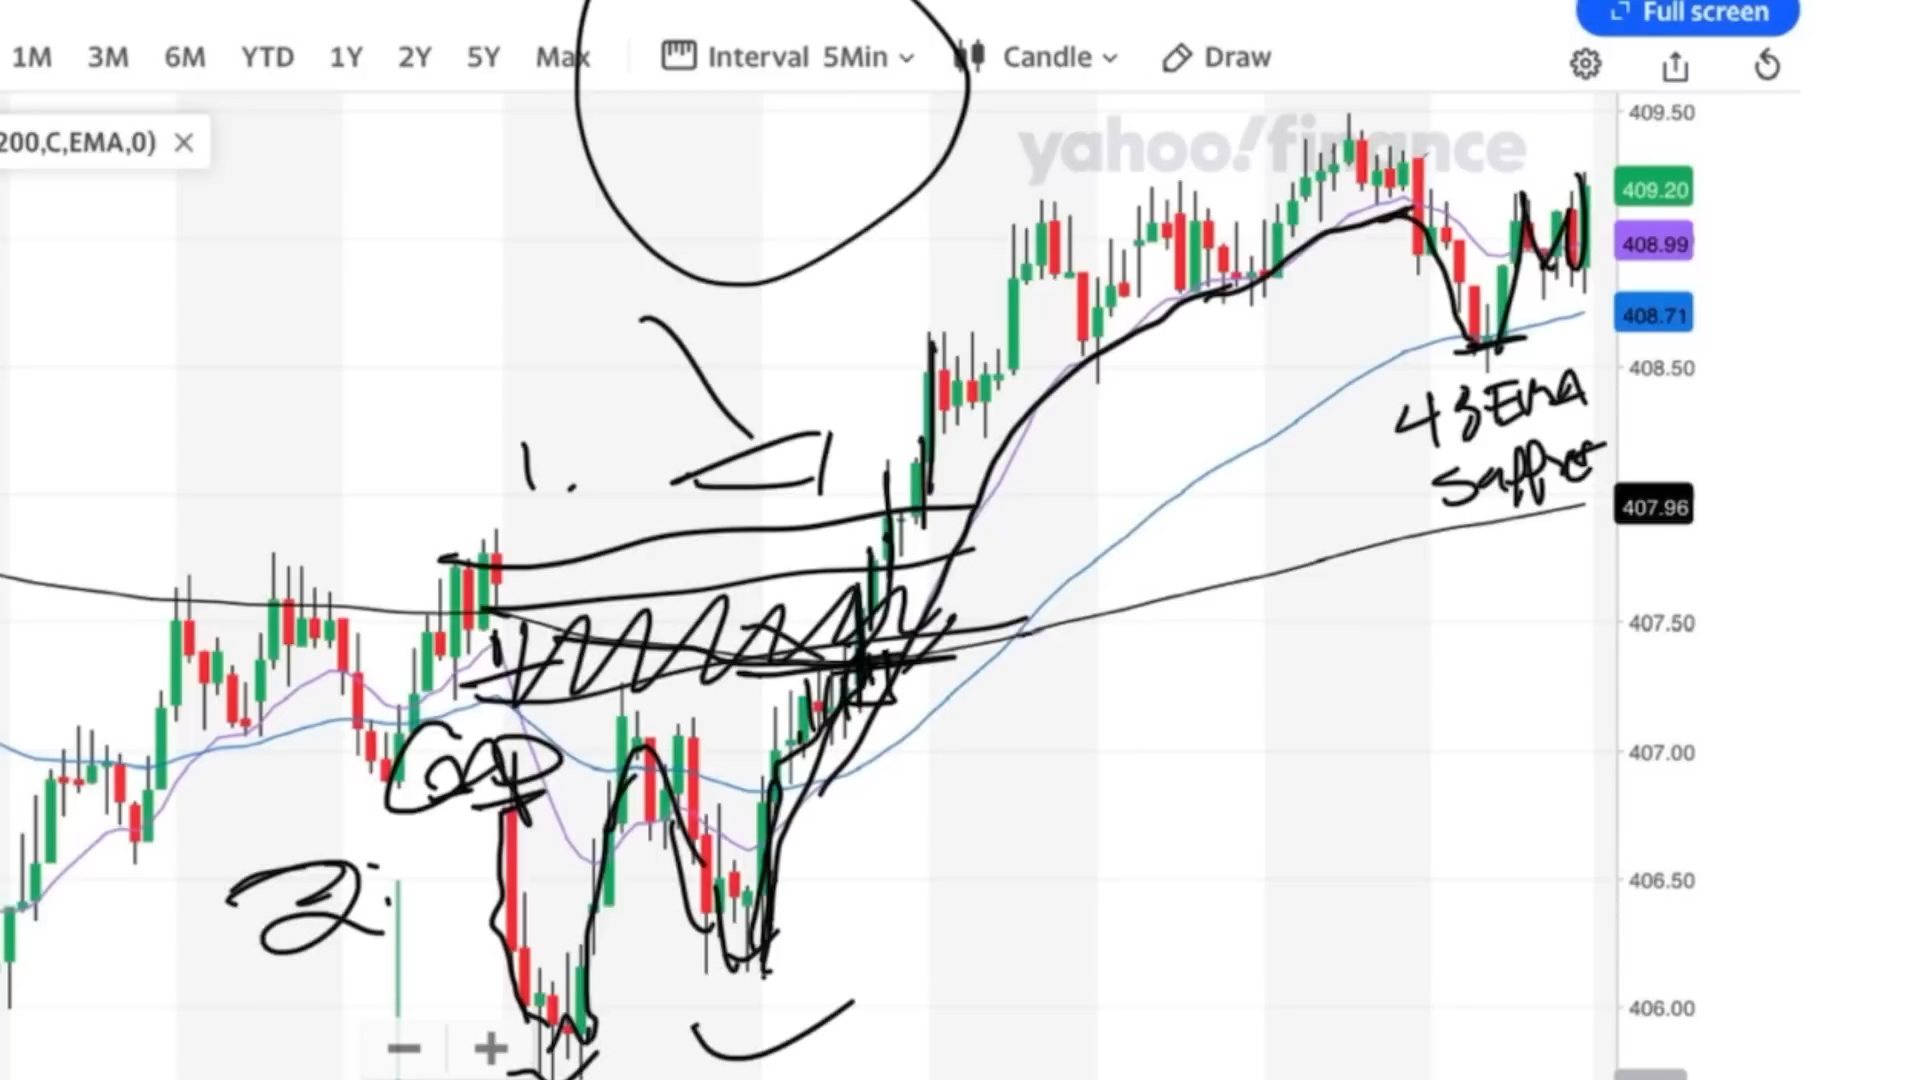 Full screen
1M 3M 6M YTD 1Y 2Y 5Y Max Interval 5Min Candle Draw
200,C,EMA,0)
yahoo!finance
409.50
409.20
408.99
408.71
408.50
48 EMA
407.96
1.
407.50
Gap
407.00
2.
406.50
406.00